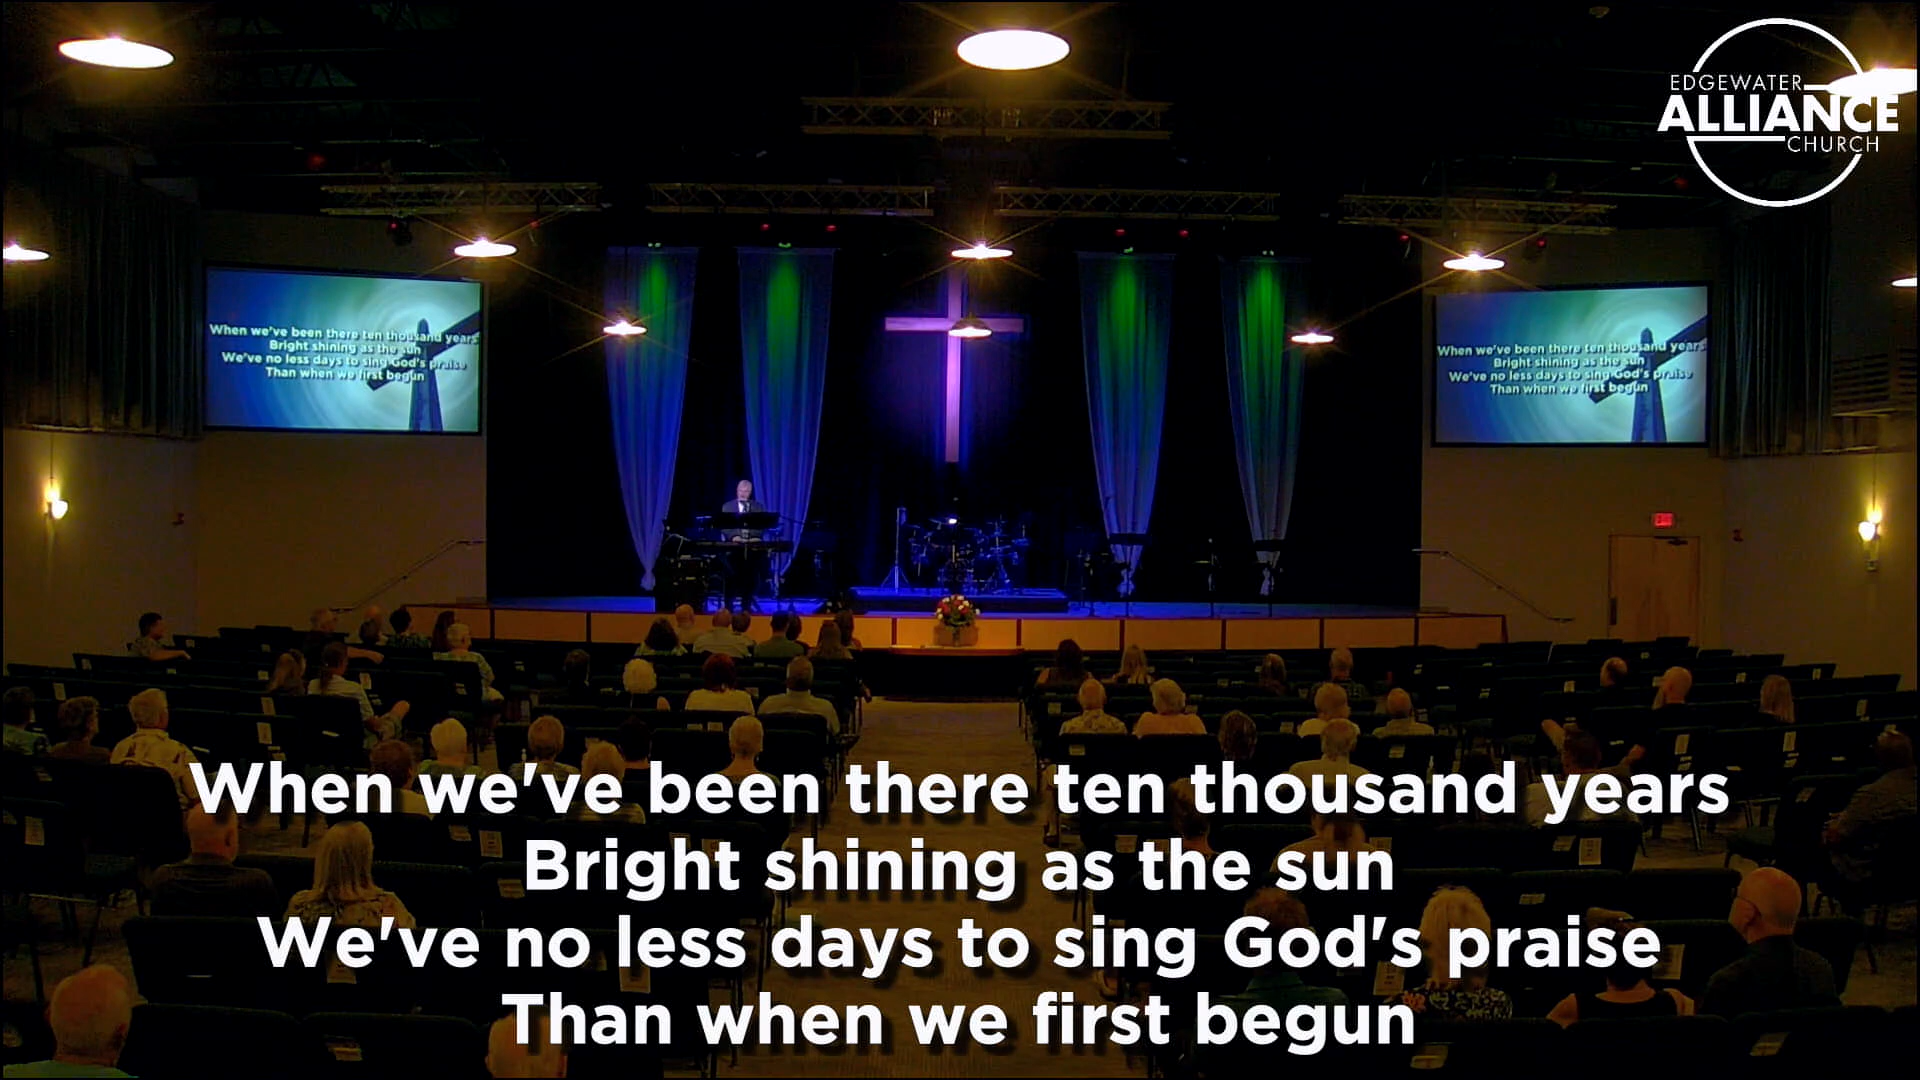 EDGEWATER
ALLIANCE
CHURCH
When we've been there ten thousand years
Bright shining as the sun
We've no less days to sing God's praise
Than when we first begun
When we've been there ten thousand years
Bright shining as the sun
We've no less days to sing God's praise
Than when we first begun
When we've been there ten thousand years
Bright shining as the sun
We've no less days to sing God's praise
Than when we first begun